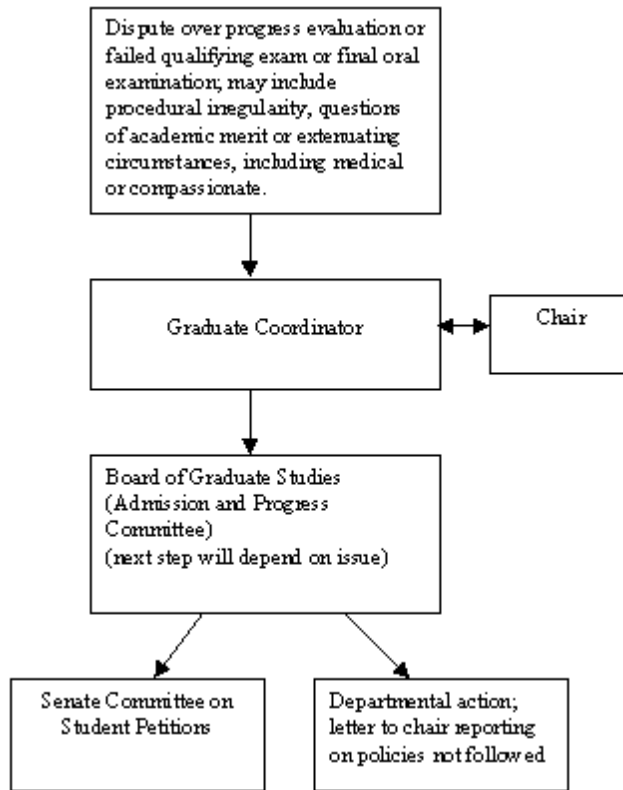 Dispute over progress evaluation or
failed qualifying exam or final oral
examination; may include
procedural irregularity, questions
of academic merit or extenuating
circumstances, including medical
or compassionate.
Graduate Coordinator
Chair
Board of Graduate Studies
(Admission and Progress
Committee)
(next step will depend on issue)
Senate Committee on
Student Petitions
Departmental action;
letter to chair reporting
on policies not followed